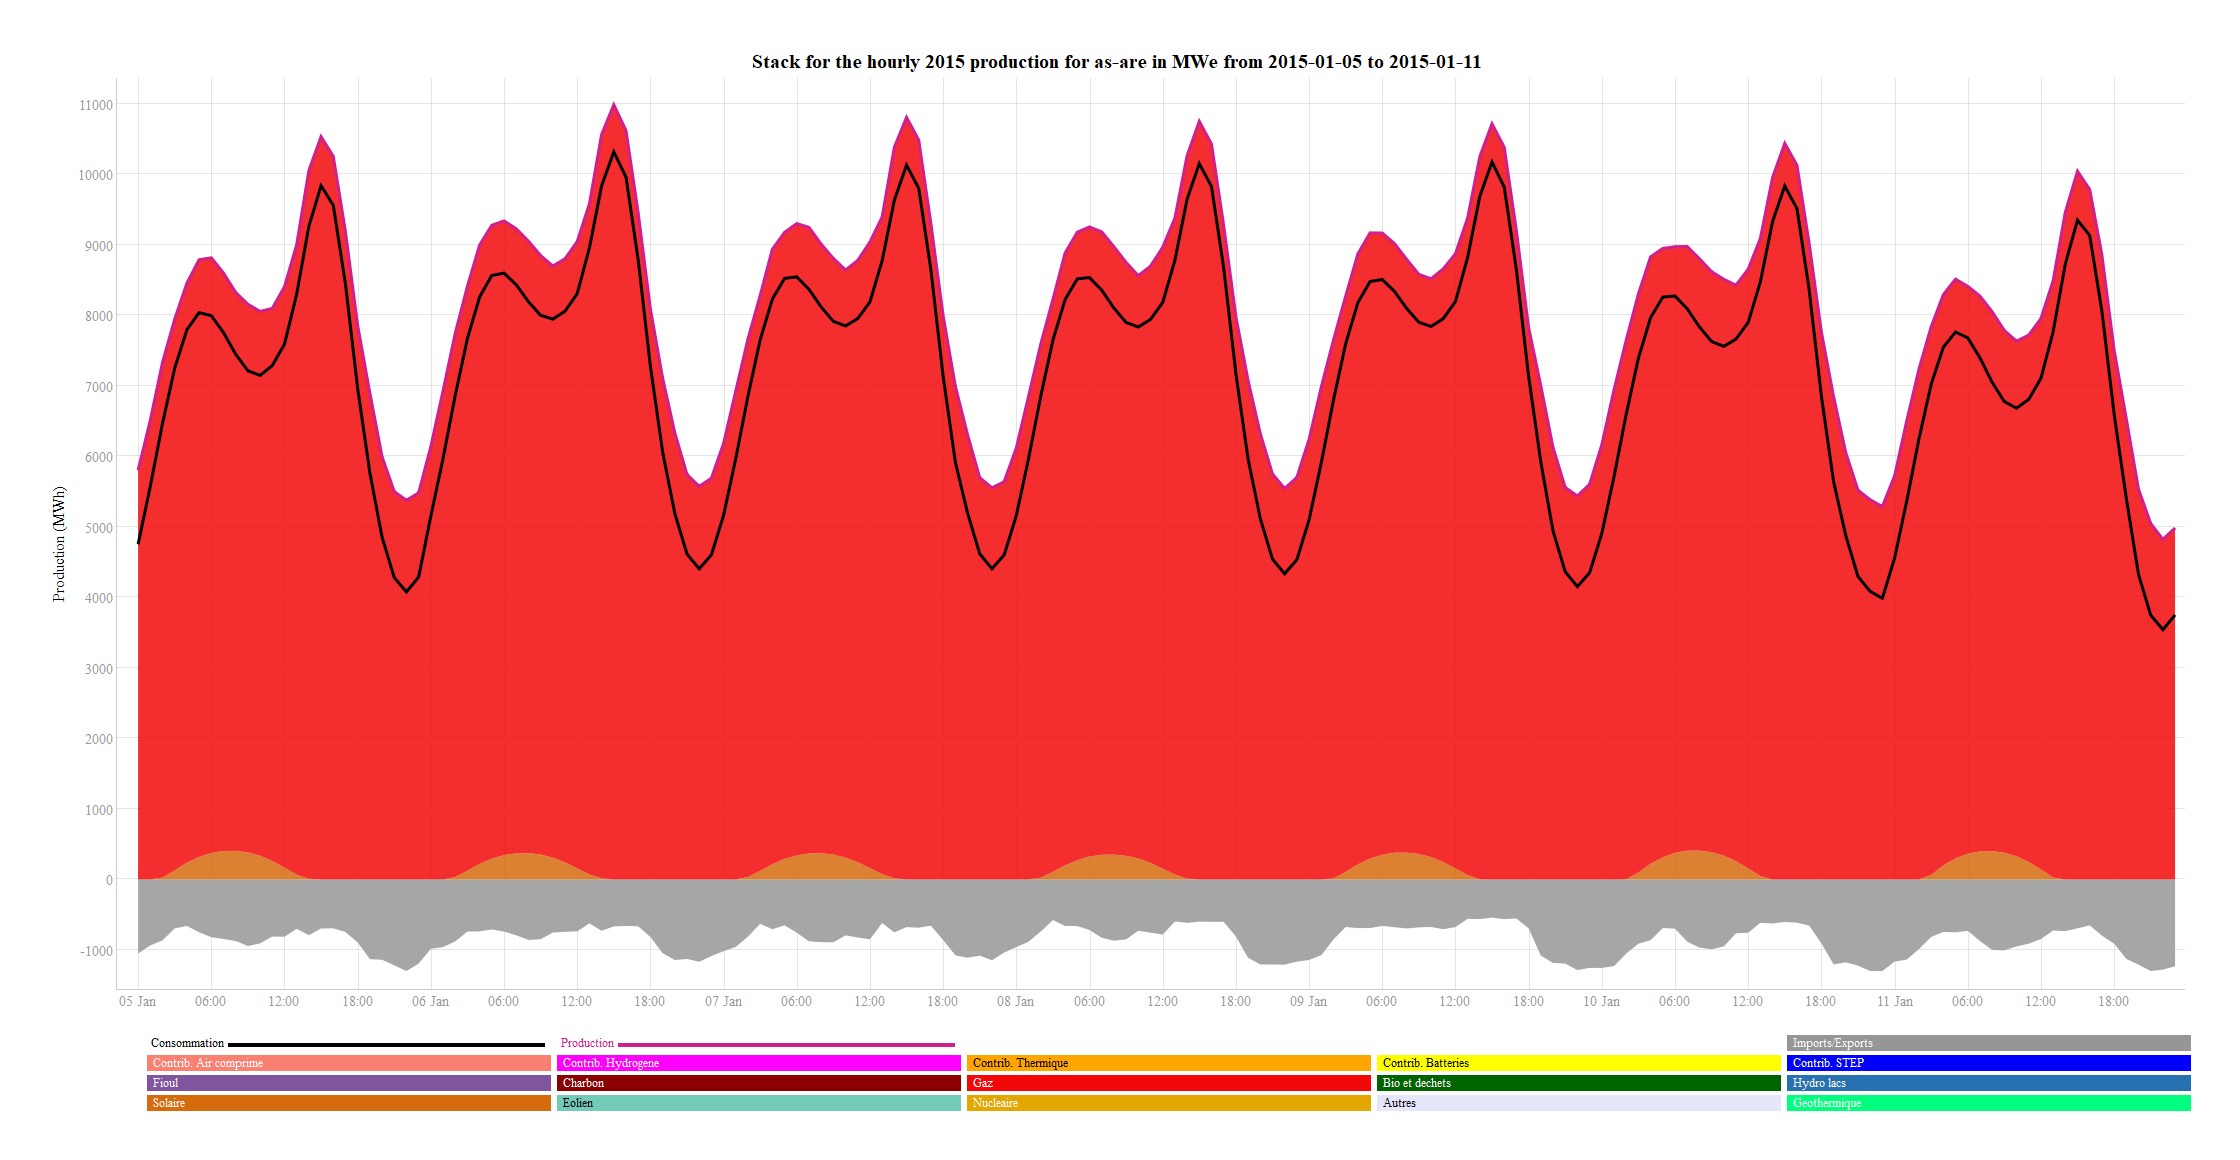 Stack for the hourly 2015 production for as-are in MWe from 2015-01-05 to 2015-01-11
11000
10000
9000
8000
7000
6000
5000
4000
3000
2000
1000
0
-1000
Production (MWh)
05 Jan 06:00 12:00 18:00 06 Jan 06:00 12:00 18:00 07 Jan 06:00 12:00 18:00 08 Jan 06:00 12:00 18:00 09 Jan 06:00 12:00 18:00 10 Jan 06:00 12:00 18:00 11 Jan 06:00 12:00 18:00
Consommation Production Imports/Exports
Contrib. Air comprime Contrib. Hydrogene Contrib. Thermique Contrib. Batteries Contrib. STEP
Fioul Charbon Gaz Bio et dechets Hydro lacs
Solaire Eolien Nucleaire Autres Geothermique